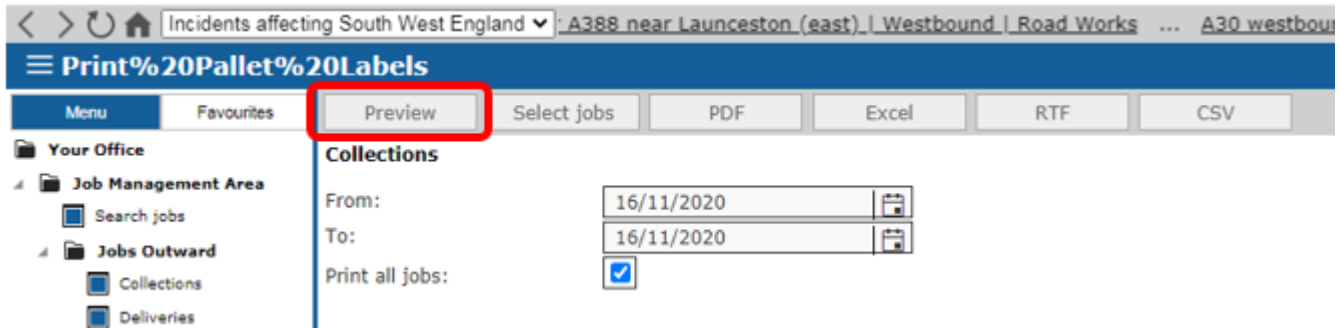 Incidents affecting South West England : A388 near Launceston (east) | Westbound | Road Works ... A30 westbour
Print%20Pallet%20Labels
Menu Favourites Preview Select jobs PDF Excel RTF CSV
Your Office
Collections
Job Management Area
From: 16/11/2020
Search jobs
To: 16/11/2020
Jobs Outward
Print all jobs:
Collections
Deliveries